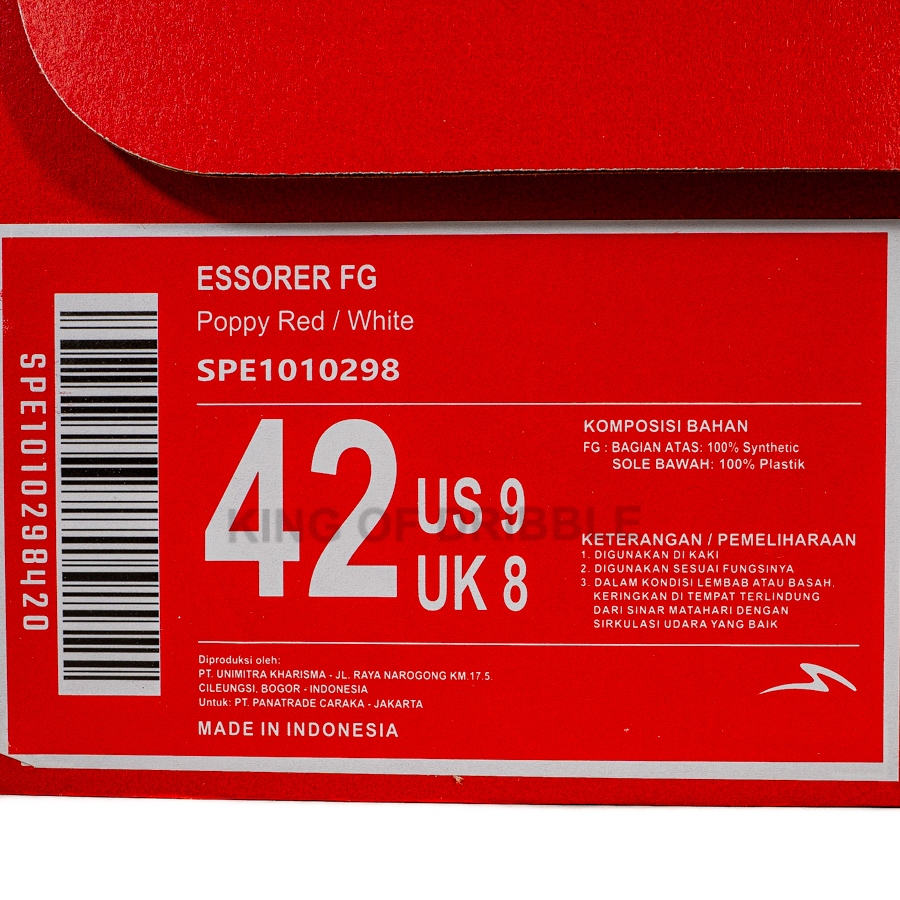 ESSORER FG
Poppy Red / White
SPE1010298
SPE1010298420
42
US 9
UK 8
KING OF DRIBBLE
KOMPOSISI BAHAN
FG : BAGIAN ATAS: 100% Synthetic
SOLE BAWAH: 100% Plastik
KETERANGAN / PEMELIHARAAN
1. DIGUNAKAN DI KAKI
2. DIGUNAKAN SESUAI FUNGSINYA
3. DALAM KONDISI LEMBAB ATAU BASAH,
KERINGKAN DI TEMPAT TERLINDUNG
DARI SINAR MATAHARI DENGAN
SIRKULASI UDARA YANG BAIK
Diproduksi oleh:
PT. UNIMITRA KHARISMA - JL. RAYA NAROGONG KM.17.5.
CILEUNGSI, BOGOR - INDONESIA
Untuk: PT. PANATRADE CARAKA - JAKARTA
MADE IN INDONESIA